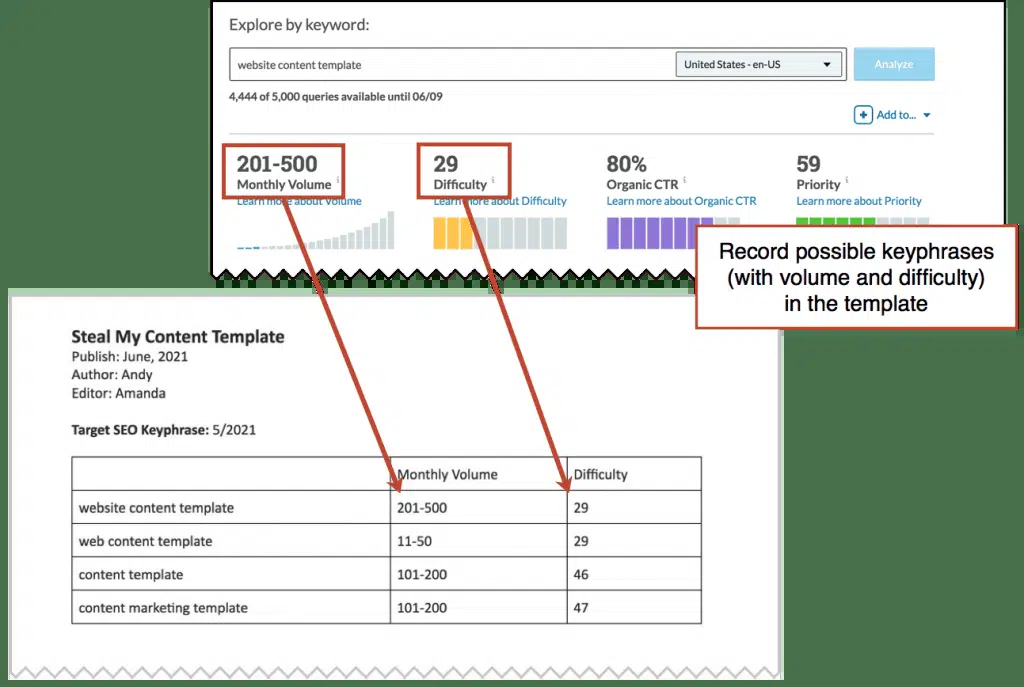 Explore by keyword:
website content template
United States - en-US
Analyze
4,444 of 5,000 queries available until 06/09
Add to...
201-500
Monthly Volume i
Learn more about Volume
29
Difficulty i
Learn more about Difficulty
80%
Organic CTR i
Learn more about Organic CTR
59
Priority i
Learn more about Priority
Record possible keyphrases
(with volume and difficulty)
in the template
Steal My Content Template
Publish: June, 2021
Author: Andy
Editor: Amanda
Target SEO Keyphrase: 5/2021
Monthly Volume Difficulty
website content template 201-500 29
web content template 11-50 29
content template 101-200 46
content marketing template 101-200 47